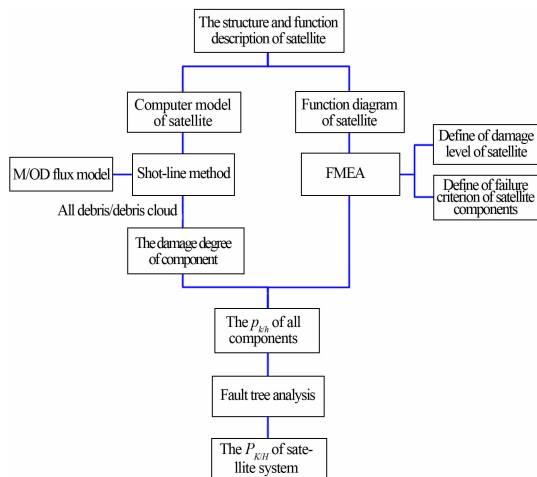 The structure and function
description of satellite
Computer model
of satellite
Function diagram
of satellite
M/OD flux model
Shot-line method
FMEA
Define of damage
level of satellite
Define of failure
criterion of satellite
components
All debris/debris cloud
The damage degree
of component
The p_{k/h} of all
components
Fault tree analysis
The P_{K/H} of sate-
llite system